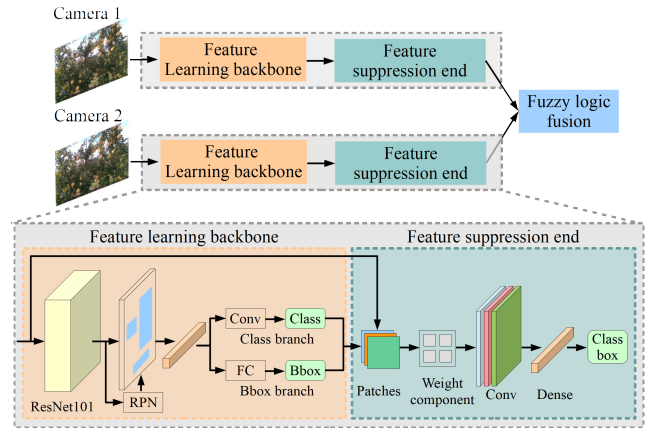 Camera 1
Feature
Learning backbone
Feature
suppression end
Camera 2
Feature
Learning backbone
Feature
suppression end
Fuzzy logic
fusion
Feature learning backbone
Feature suppression end
Conv
Class
Class branch
FC
Bbox
Bbox branch
ResNet101
RPN
Patches
Weight
component
Conv
Dense
Class
box